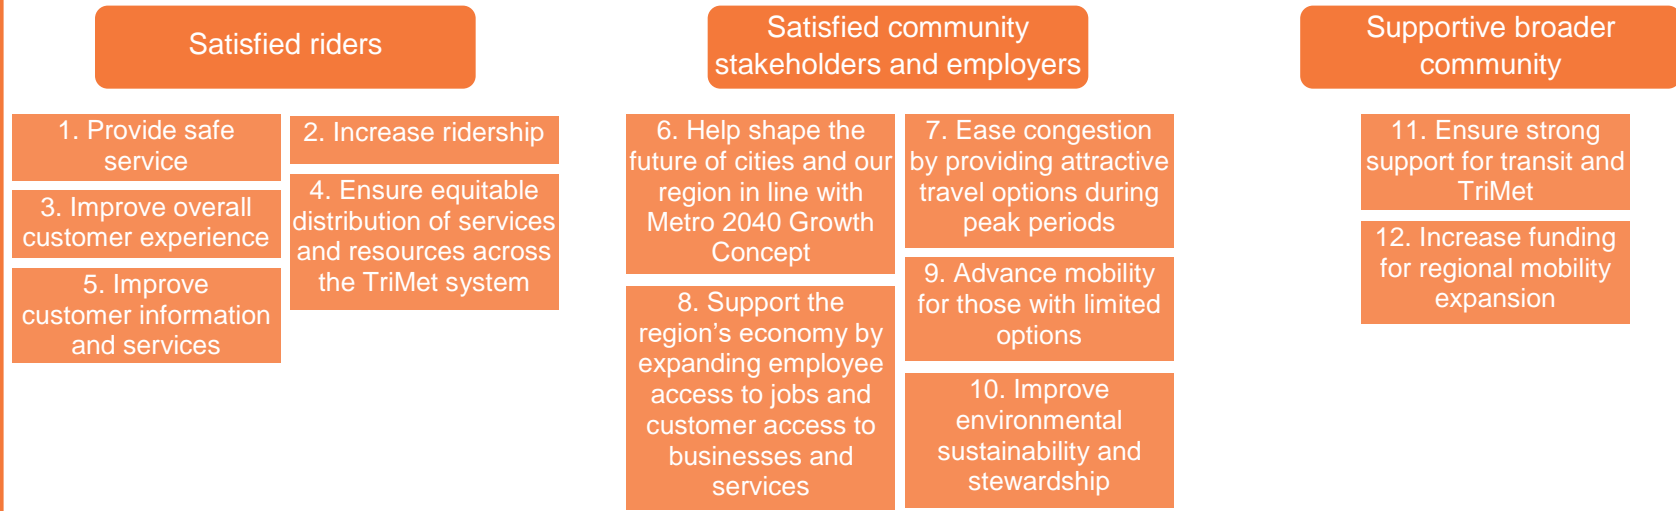 Satisfied riders
1. Provide safe
service
2. Increase ridership
3. Improve overall
customer experience
4. Ensure equitable
distribution of services
and resources across
the TriMet system
5. Improve
customer information
and services
Satisfied community
stakeholders and employers
6. Help shape the
future of cities and our
region in line with
Metro 2040 Growth
Concept
7. Ease congestion
by providing attractive
travel options during
peak periods
8. Support the
region’s economy by
expanding employee
access to jobs and
customer access to
businesses and
services
9. Advance mobility
for those with limited
options
10. Improve
environmental
sustainability and
stewardship
Supportive broader
community
11. Ensure strong
support for transit and
TriMet
12. Increase funding
for regional mobility
expansion